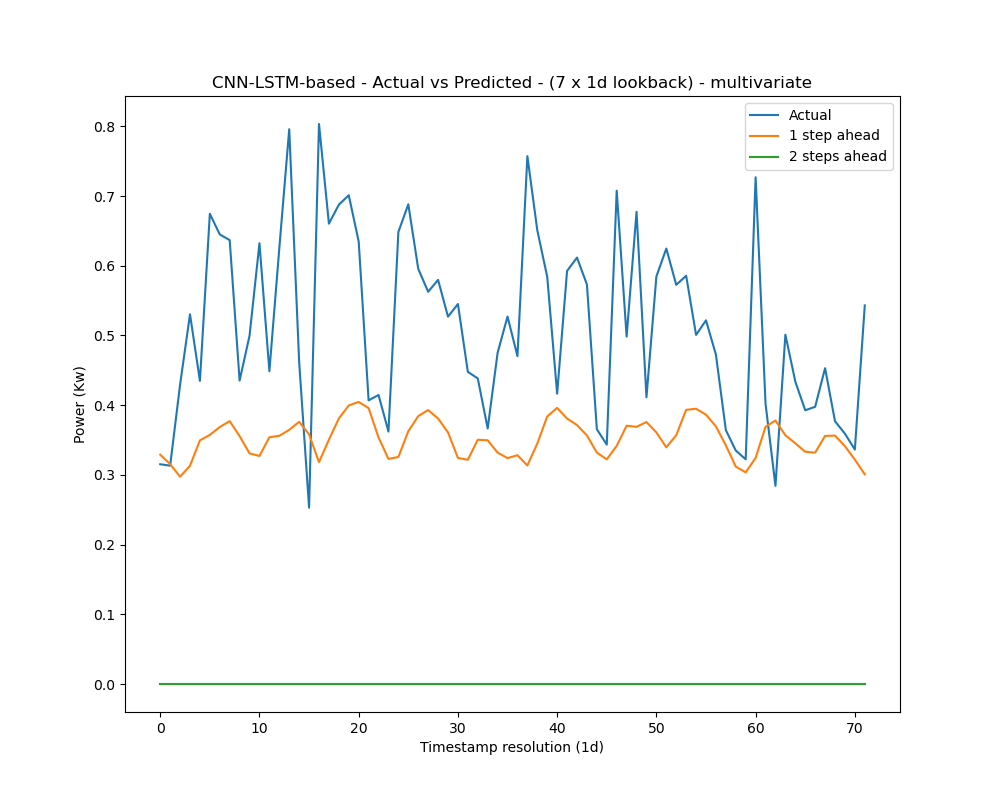 CNN-LSTM-based - Actual vs Predicted - (7 x 1d lookback) - multivariate
Actual
1 step ahead
2 steps ahead
0.8
0.7
0.6
0.5
0.4
0.3
0.2
0.1
0.0
Power (Kw)
0 10 20 30 40 50 60 70
Timestamp resolution (1d)